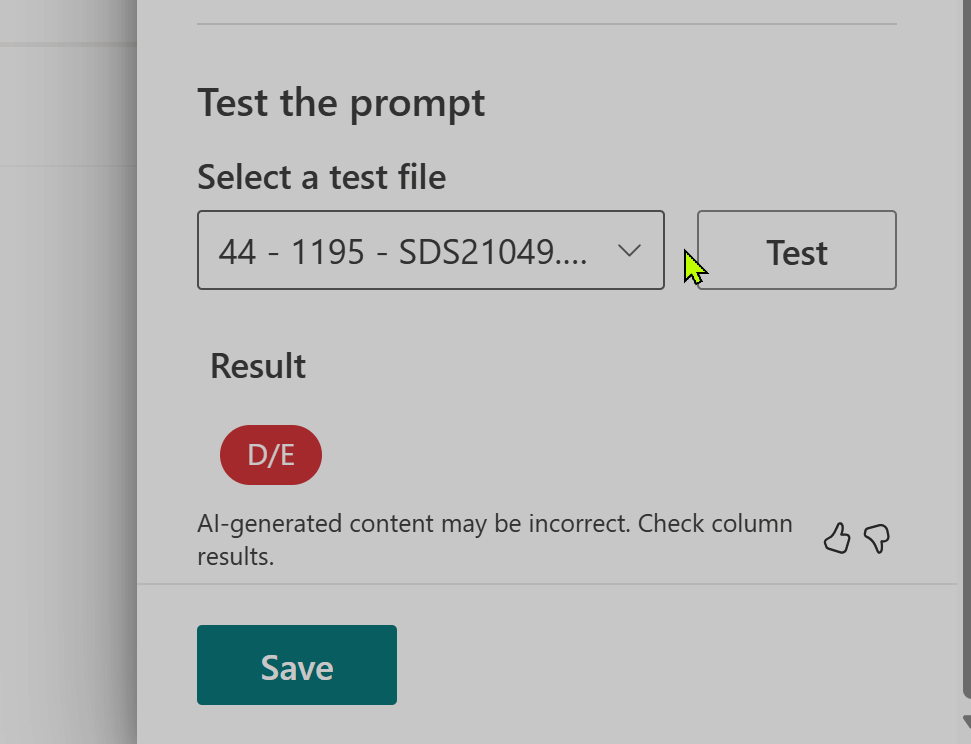 Test the prompt
Select a test file
44 - 1195 - SDS21049....
Test
Result
D/E
AI-generated content may be incorrect. Check column
results.
Save